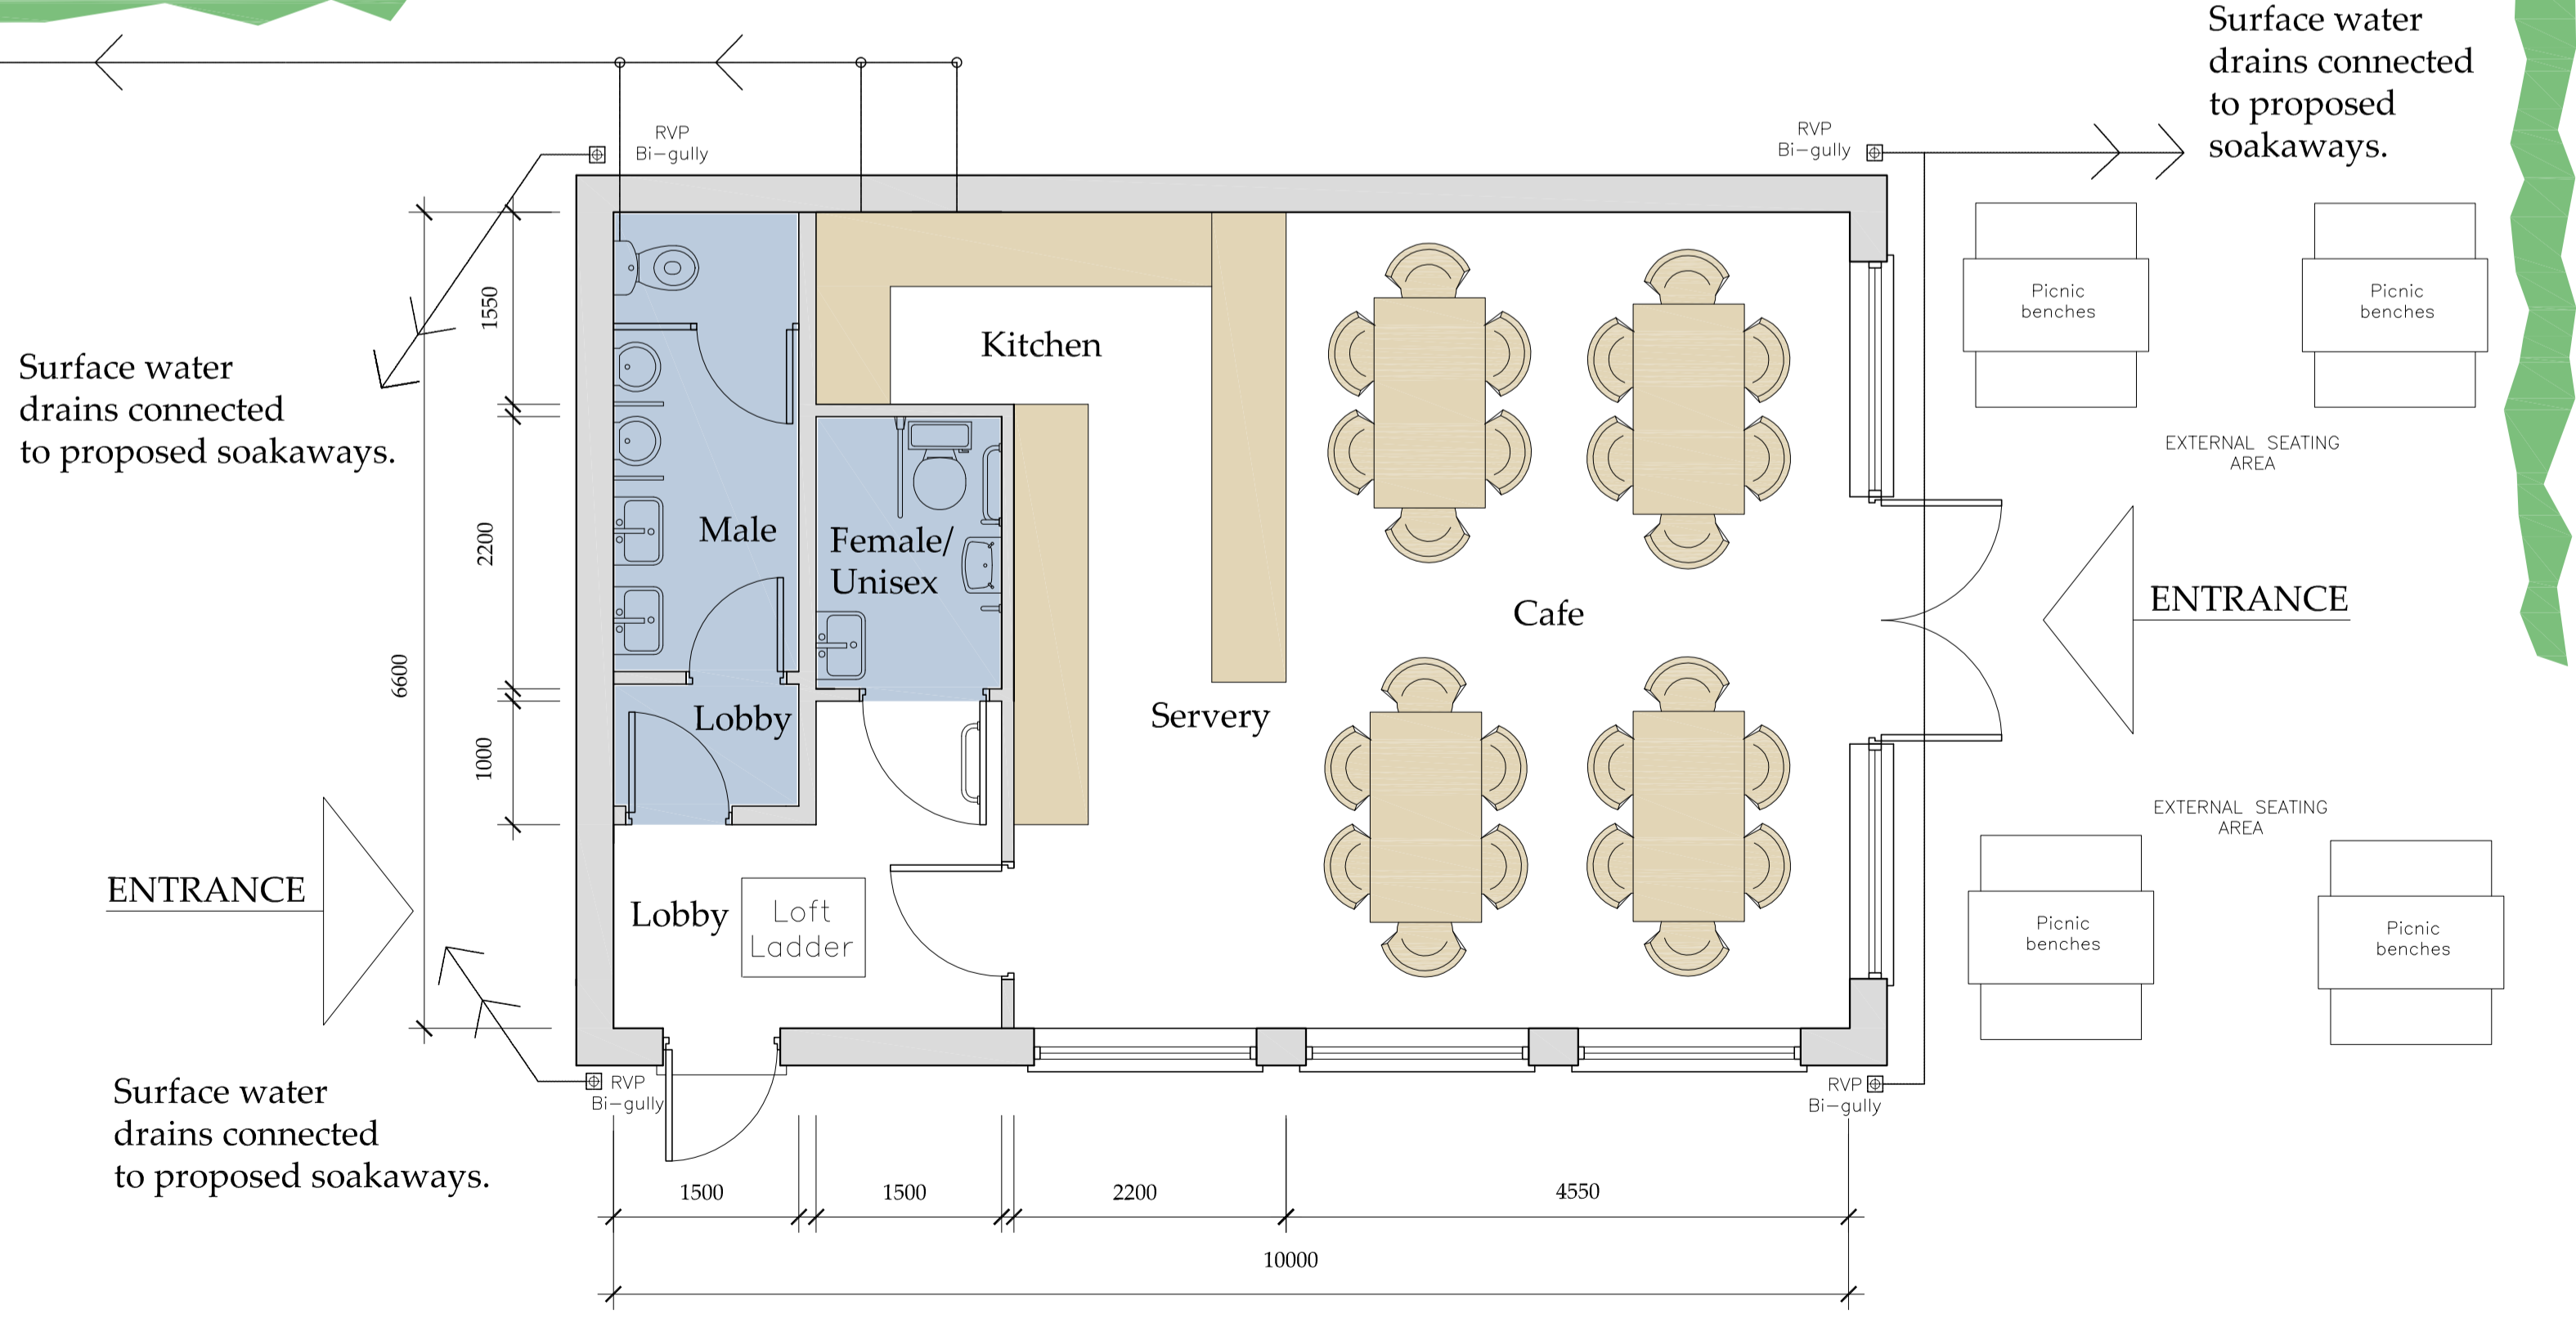 Surface water
drains connected
to proposed
soakaways.
RVP
Bi-gully
RVP
Bi-gully
Picnic
benches
Picnic
benches
1550
Kitchen
Surface water
drains connected
to proposed soakaways.
EXTERNAL SEATING
AREA
2200
Male
Female/
Unisex
Cafe
ENTRANCE
6600
Lobby
Servery
1000
EXTERNAL SEATING
AREA
ENTRANCE
Lobby
Loft
Ladder
Picnic
benches
Picnic
benches
Surface water
drains connected
to proposed soakaways.
RVP
Bi-gully
RVP
Bi-gully
1500
1500
2200
4550
10000